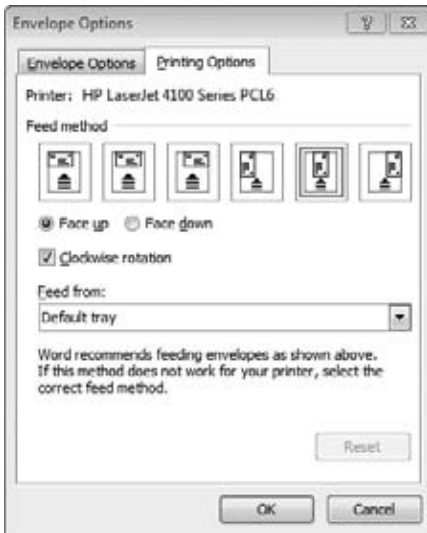 Envelope Options
Envelope Options
Printing Options
Printer: HP LaserJet 4100 Series PCL6
Feed method
Face up
Face down
Clockwise rotation
Feed from:
Default tray
Word recommends feeding envelopes as shown above.
If this method does not work for your printer, select the
correct feed method.
Reset
OK
Cancel